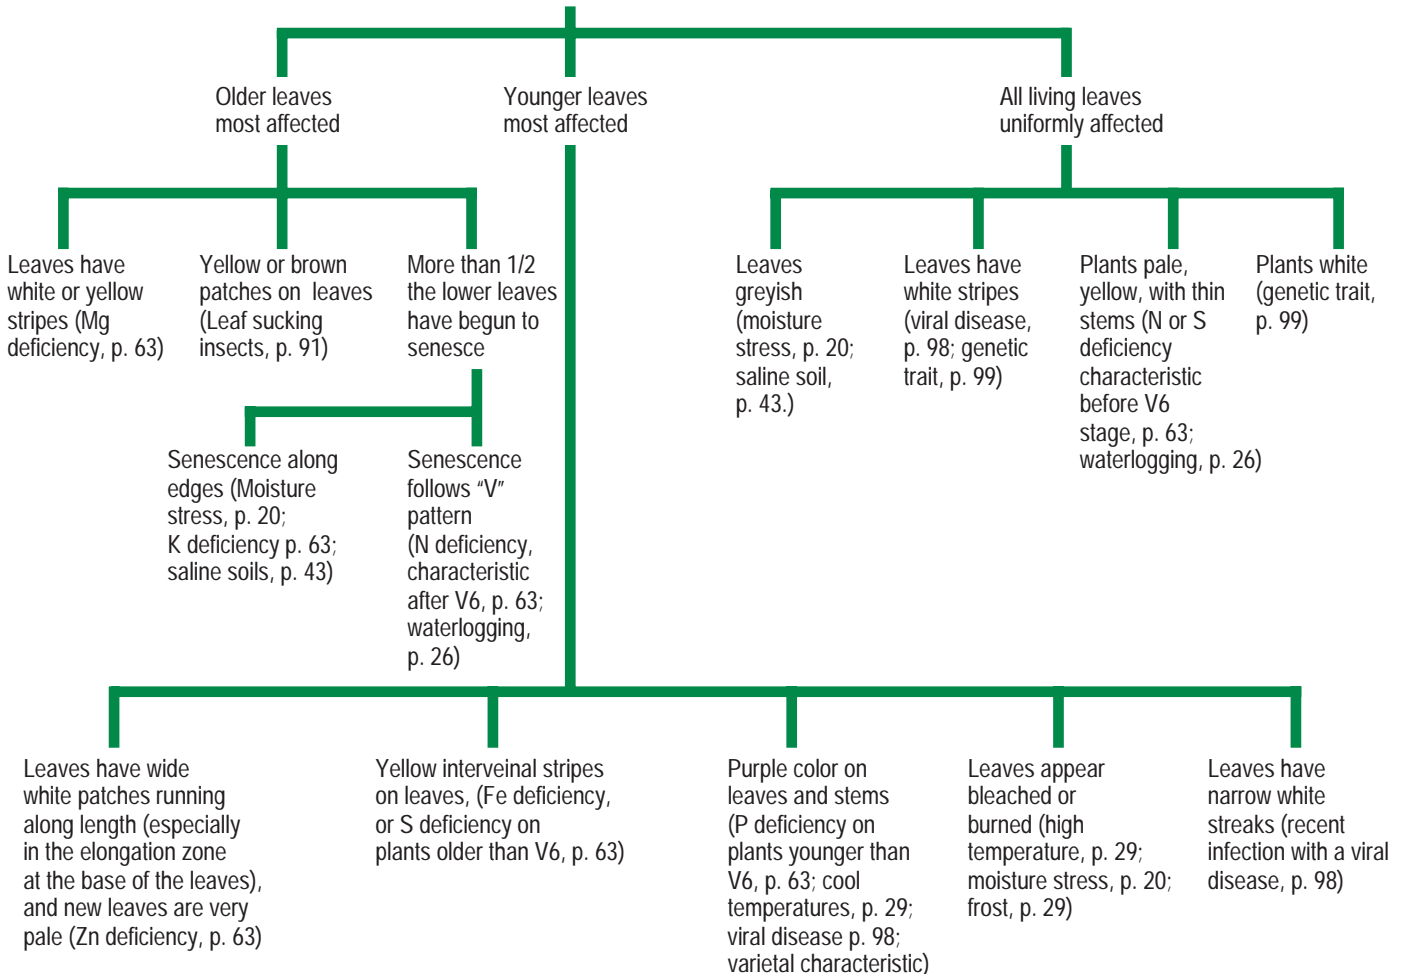 Older leaves
most affected
Younger leaves
most affected
All living leaves
uniformly affected
Leaves have
white or yellow
stripes (Mg
deficiency, p. 63)
Yellow or brown
patches on leaves
(Leaf sucking
insects, p. 91)
More than 1/2
the lower leaves
have begun to
senesce
Leaves
greyish
(moisture
stress, p. 20;
saline soil,
p. 43.)
Leaves have
white stripes
(viral disease,
p. 98; genetic
trait, p. 99)
Plants pale,
yellow, with thin
stems (N or S
deficiency
characteristic
before V6
stage, p. 63;
waterlogging, p. 26)
Plants white
(genetic trait,
p. 99)
Senescence along
edges (Moisture
stress, p. 20;
K deficiency p. 63;
saline soils, p. 43)
Senescence
follows “V”
pattern
(N deficiency,
characteristic
after V6, p. 63;
waterlogging,
p. 26)
Leaves have wide
white patches running
along length (especially
in the elongation zone
at the base of the leaves),
and new leaves are very
pale (Zn deficiency, p. 63)
Yellow interveinal stripes
on leaves, (Fe deficiency,
or S deficiency on
plants older than V6, p. 63)
Purple color on
leaves and stems
(P deficiency on
plants younger than
V6, p. 63; cool
temperatures, p. 29;
viral disease p. 98;
varietal characteristic)
Leaves appear
bleached or
burned (high
temperature, p. 29;
moisture stress, p. 20;
frost, p. 29)
Leaves have
narrow white
streaks (recent
infection with a viral
disease, p. 98)